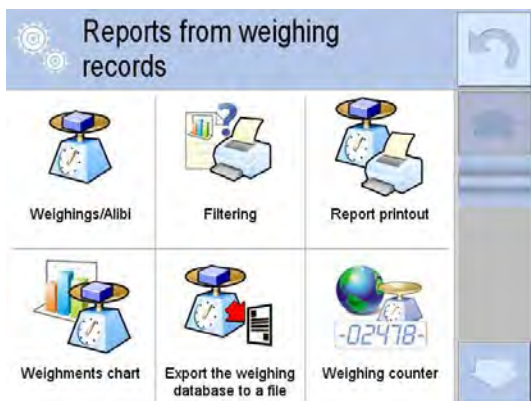 Reports from weighing
records
Weighings/Alibi
Filtering
Report printout
Weighments chart
Export the weighing
database to a file
-02478-
Weighing counter